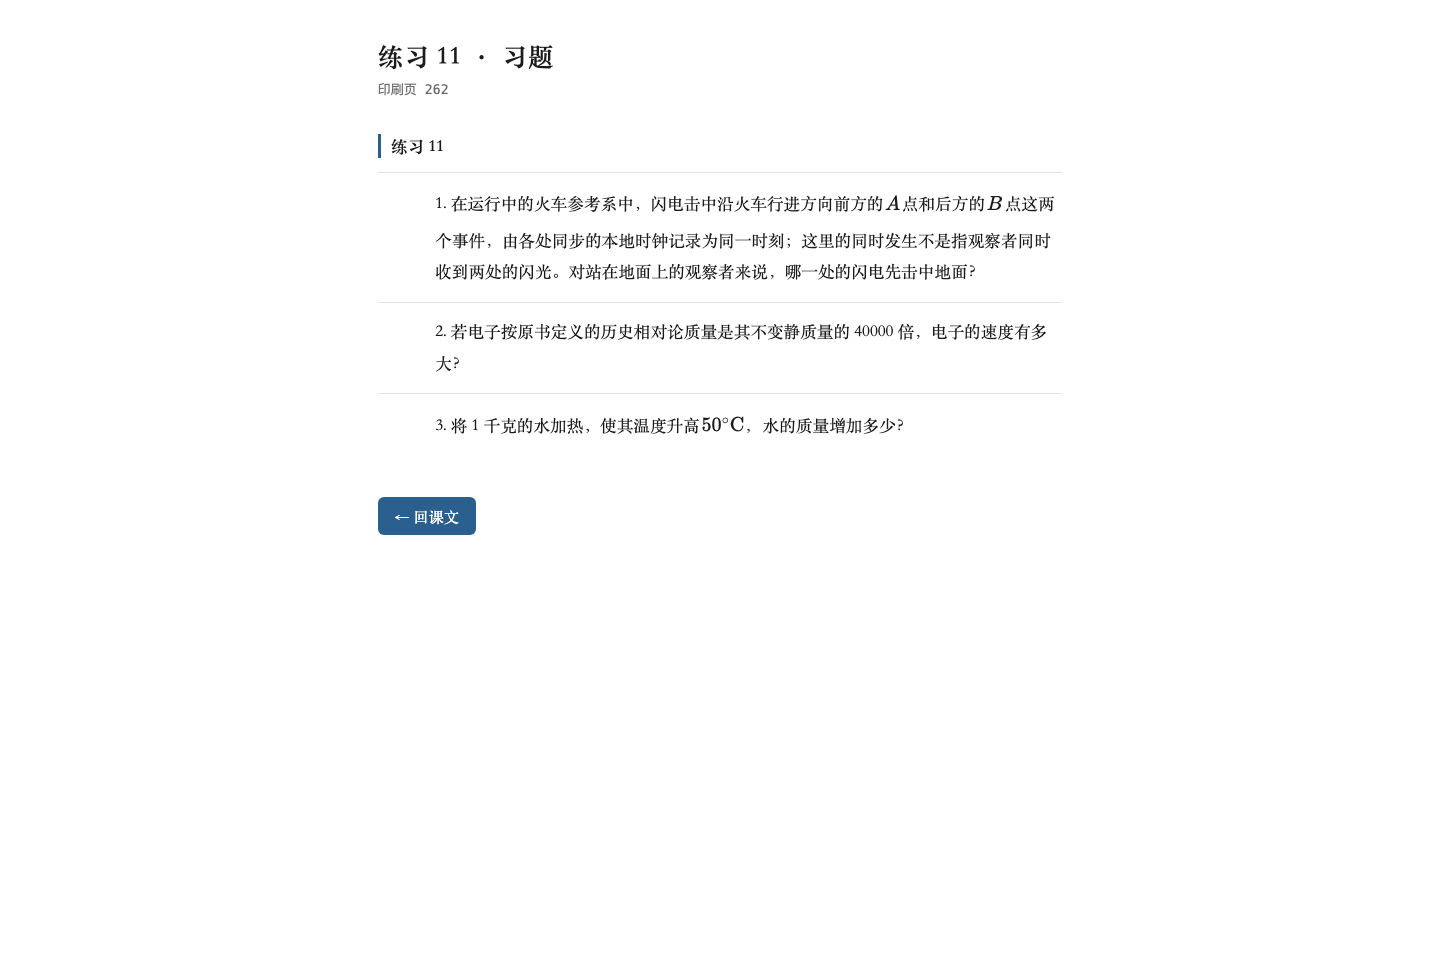 练习 11 · 习题
印刷页 262
练习 11
1. 在运行中的火车参考系中，闪电击中沿火车行进方向前方的A点和后方的B点这两
个事件，由各处同步的本地时钟记录为同一时刻；这里的同时发生不是指观察者同时
收到两处的闪光。对站在地面上的观察者来说，哪一处的闪电先击中地面？
2. 若电子按原书定义的历史相对论质量是其不变静质量的 40000 倍，电子的速度有多
大？
3. 将 1 千克的水加热，使其温度升高50°C，水的质量增加多少？
← 回课文